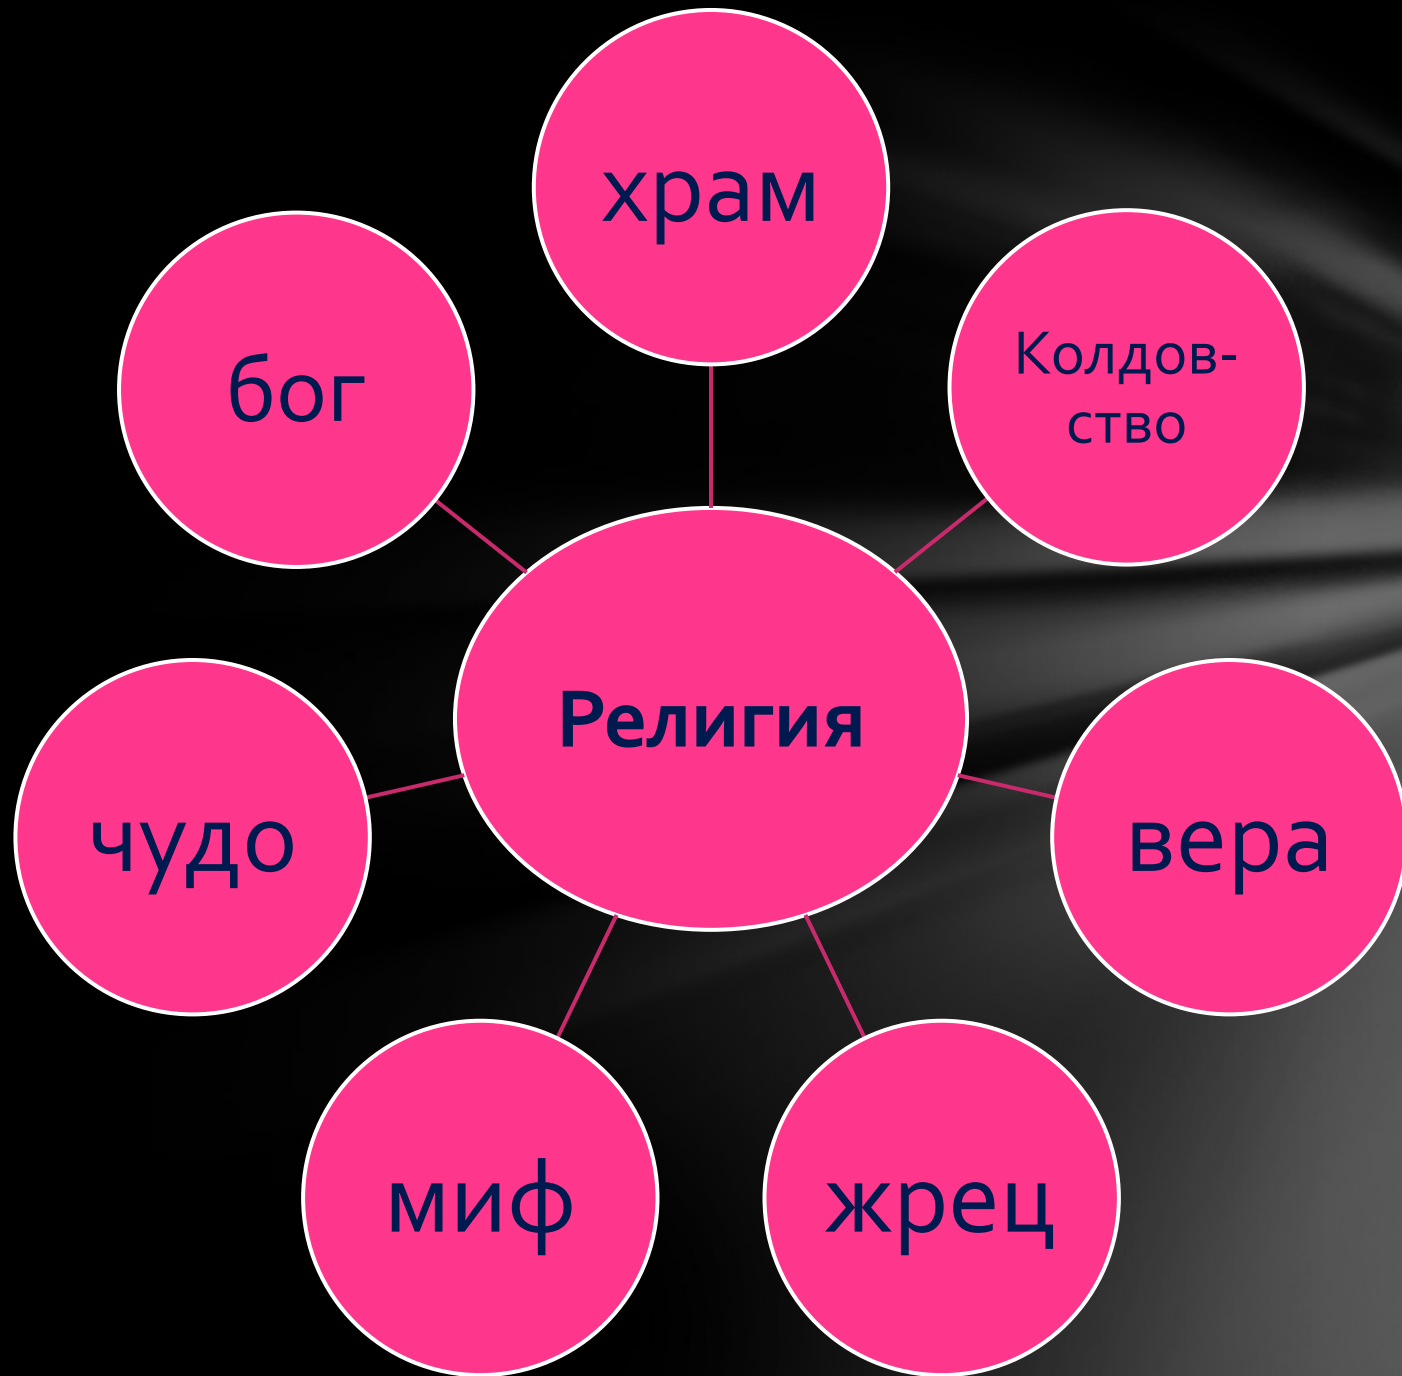 храм
бог
Колдов-
ство
Религия
чудо
вера
миф
жрец